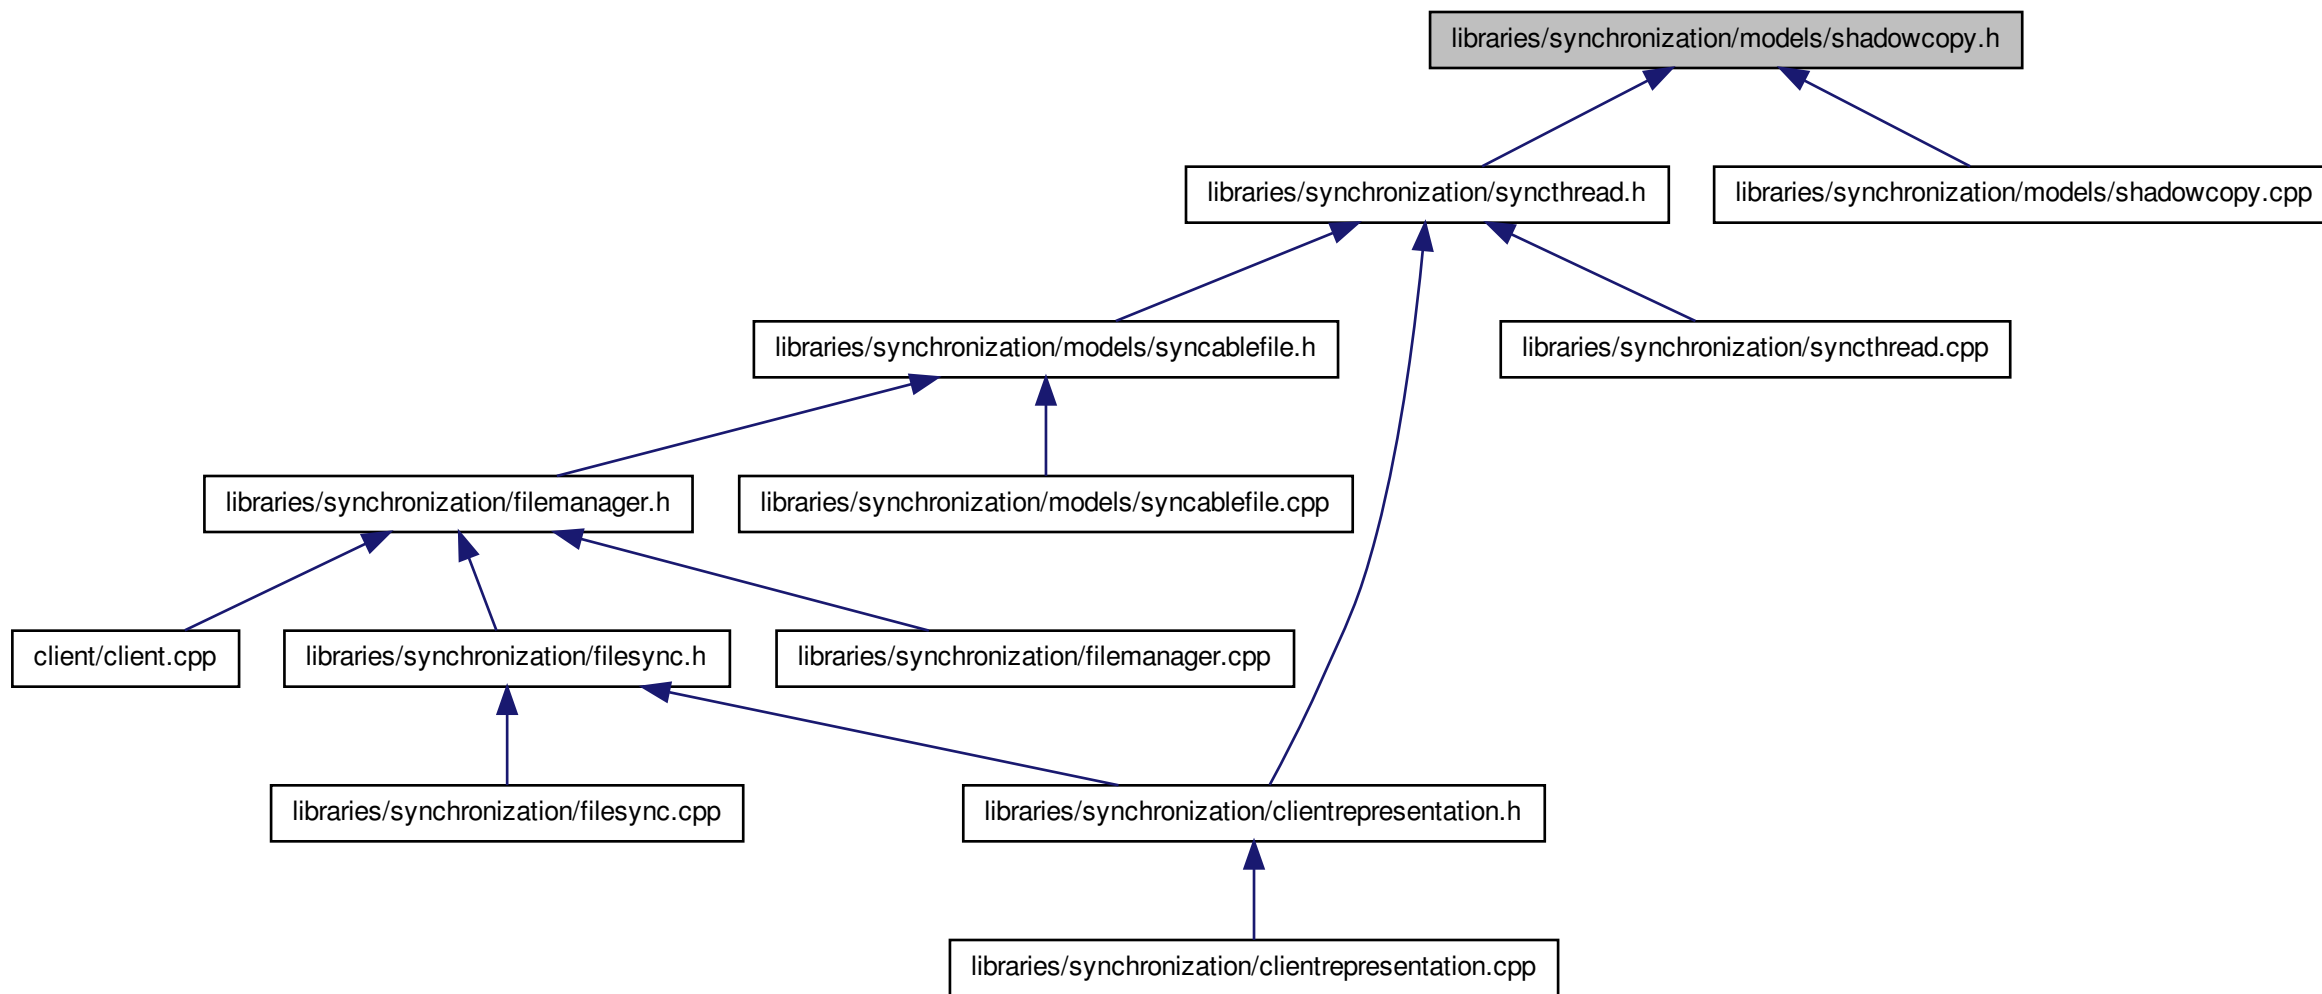 libraries/synchronization/models/shadowcopy.h
libraries/synchronization/syncthread.h
libraries/synchronization/models/shadowcopy.cpp
libraries/synchronization/models/syncablefile.h
libraries/synchronization/syncthread.cpp
libraries/synchronization/filemanager.h
libraries/synchronization/models/syncablefile.cpp
client/client.cpp
libraries/synchronization/filesync.h
libraries/synchronization/filemanager.cpp
libraries/synchronization/filesync.cpp
libraries/synchronization/clientrepresentation.h
libraries/synchronization/clientrepresentation.cpp